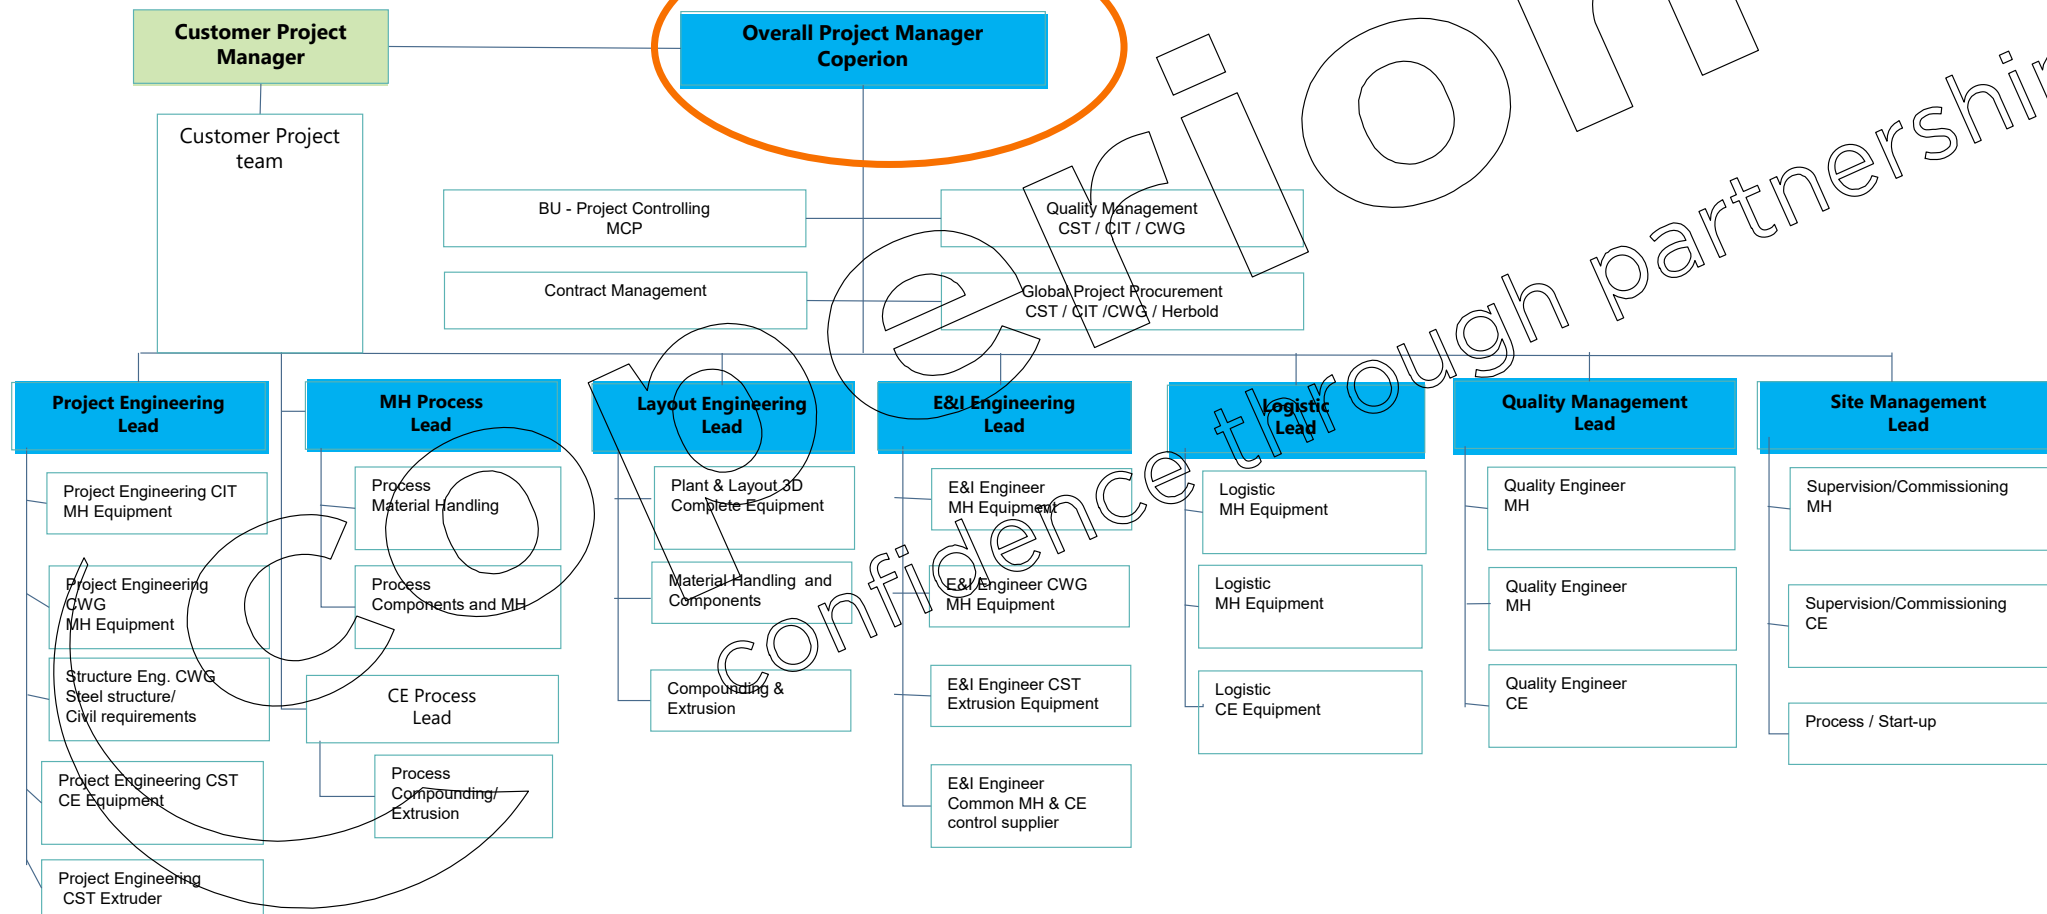 Customer Project
Manager
Overall Project Manager
Coperion
Customer Project
team
BU - Project Controlling
MCP
Quality Management
CST / CIT / CWG
Contract Management
Global Project Procurement
CST / CIT /CWG / Herbold
Project Engineering
Lead
Project Engineering CIT
MH Equipment
Project Engineering
CWG
MH Equipment
Structure Eng. CWG
Steel structure/
Civil requirements
Project Engineering CST
CE Equipment
Project Engineering
CST Extruder
MH Process
Lead
Process
Material Handling
Process
Components and MH
CE Process
Lead
Process
Compounding/
Extrusion
Layout Engineering
Lead
Plant & Layout 3D
Complete Equipment
Material Handling and
Components
Compounding &
Extrusion
E&I Engineering
Lead
E&I Engineer
MH Equipment
E&I Engineer CWG
MH Equipment
E&I Engineer CST
Extrusion Equipment
E&I Engineer
Common MH & CE
control supplier
Logistic
Lead
Logistic
MH Equipment
Logistic
MH Equipment
Logistic
CE Equipment
Quality Management
Lead
Quality Engineer
MH
Quality Engineer
MH
Quality Engineer
CE
Site Management
Lead
Supervision/Commissioning
MH
Supervision/Commissioning
CE
Process / Start-up
coperion
confidence through partnership